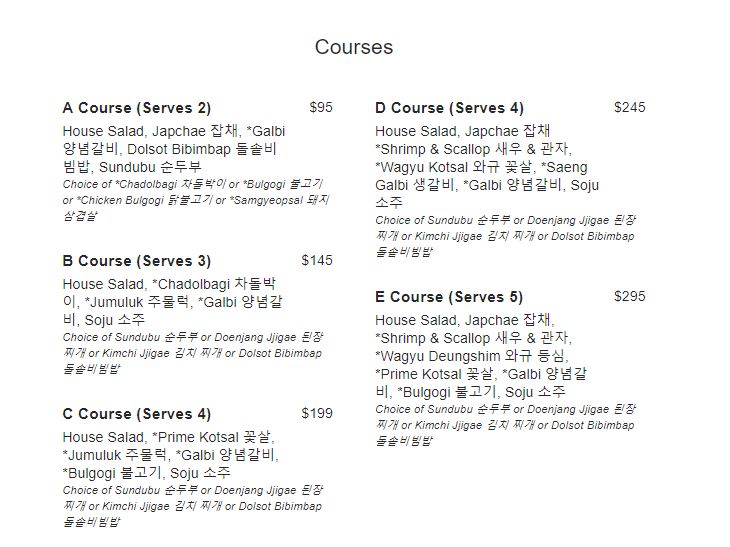 Courses
A Course (Serves 2) $95
House Salad, Japchae 잡채, *Galbi
양념갈비, Dolsot Bibimbap 돌솥비
빔밥, Sundubu 순두부
Choice of *Chadolbagi 차돌박이 or *Bulgogi 불고기
or *Chicken Bulgogi 닭불고기 or *Samgyeopsal 돼지
삼겹살
B Course (Serves 3) $145
House Salad, *Chadolbagi 차돌박
이, *Jumuluk 주물럭, *Galbi 양념갈
비, Soju 소주
Choice of Sundubu 순두부 or Doenjang Jjigae 된장
찌개 or Kimchi Jjigae 김치 찌개 or Dolsot Bibimbap
돌솥비빔밥
C Course (Serves 4) $199
House Salad, *Prime Kotsal 꽃살,
*Jumuluk 주물럭, *Galbi 양념갈비,
*Bulgogi 불고기, Soju 소주
Choice of Sundubu 순두부 or Doenjang Jjigae 된장
찌개 or Kimchi Jjigae 김치 찌개 or Dolsot Bibimbap
돌솥비빔밥
D Course (Serves 4) $245
House Salad, Japchae 잡채
*Shrimp & Scallop 새우 & 관자,
*Wagyu Kotsal 와규 꽃살, *Saeng
Galbi 생갈비, *Galbi 양념갈비, Soju
소주
Choice of Sundubu 순두부 or Doenjang Jjigae 된장
찌개 or Kimchi Jjigae 김치 찌개 or Dolsot Bibimbap
돌솥비빔밥
E Course (Serves 5) $295
House Salad, Japchae 잡채,
*Shrimp & Scallop 새우 & 관자,
*Wagyu Deungshim 와규 등심,
*Prime Kotsal 꽃살, *Galbi 양념갈
비, *Bulgogi 불고기, Soju 소주
Choice of Sundubu 순두부 or Doenjang Jjigae 된장
찌개 or Kimchi Jjigae 김치 찌개 or Dolsot Bibimbap
돌솥비빔밥